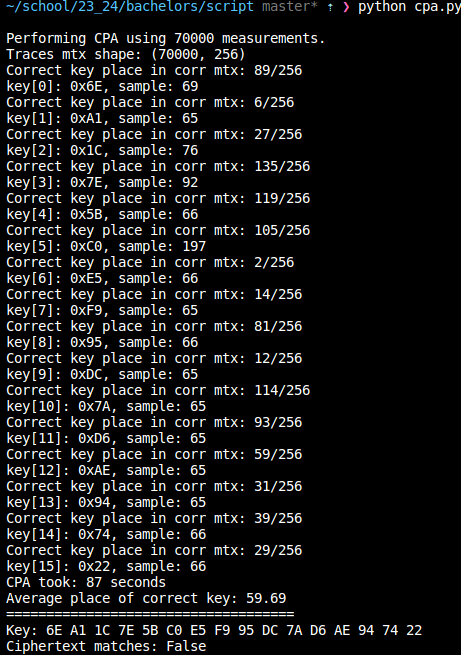 ~/school/23_24/bachelors/script master* ⇡ ❯ python cpa.py
Performing CPA using 70000 measurements.
Traces mtx shape: (70000, 256)
Correct key place in corr mtx: 89/256
key[0]: 0x6E, sample: 69
Correct key place in corr mtx: 6/256
key[1]: 0xA1, sample: 65
Correct key place in corr mtx: 27/256
key[2]: 0x1C, sample: 76
Correct key place in corr mtx: 135/256
key[3]: 0x7E, sample: 92
Correct key place in corr mtx: 119/256
key[4]: 0x5B, sample: 66
Correct key place in corr mtx: 105/256
key[5]: 0xC0, sample: 197
Correct key place in corr mtx: 2/256
key[6]: 0xE5, sample: 66
Correct key place in corr mtx: 14/256
key[7]: 0xF9, sample: 65
Correct key place in corr mtx: 81/256
key[8]: 0x95, sample: 66
Correct key place in corr mtx: 12/256
key[9]: 0xDC, sample: 65
Correct key place in corr mtx: 114/256
key[10]: 0x7A, sample: 65
Correct key place in corr mtx: 93/256
key[11]: 0xD6, sample: 65
Correct key place in corr mtx: 59/256
key[12]: 0xAE, sample: 65
Correct key place in corr mtx: 31/256
key[13]: 0x94, sample: 65
Correct key place in corr mtx: 39/256
key[14]: 0x74, sample: 66
Correct key place in corr mtx: 29/256
key[15]: 0x22, sample: 66
CPA took: 87 seconds
Average place of correct key: 59.69
====================================
Key: 6E A1 1C 7E 5B C0 E5 F9 95 DC 7A D6 AE 94 74 22
Ciphertext matches: False